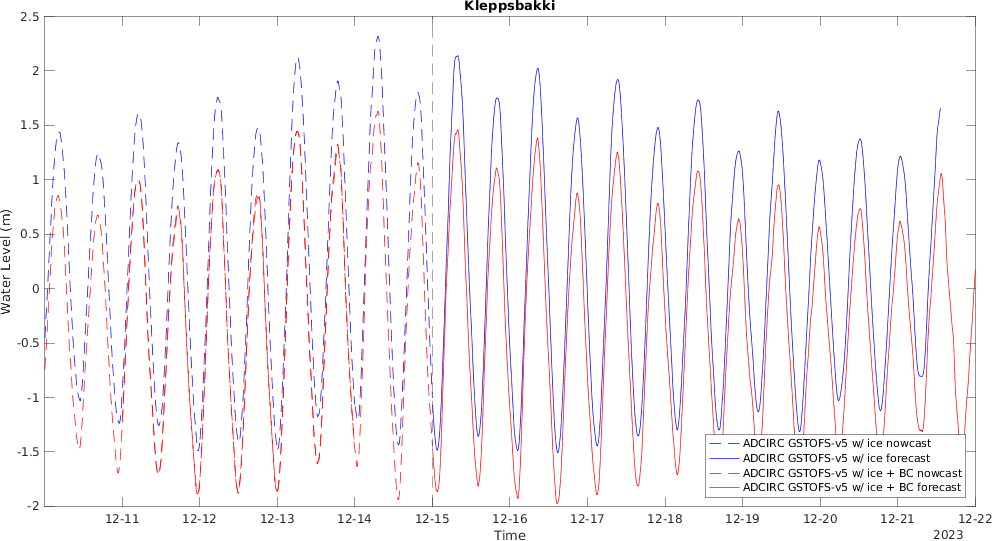 Kleppsbakki
2.5
2
1.5
1
0.5
0
-0.5
-1
-1.5
-2
Water Level (m)
ADCIRC GSTOFS-v5 w/ ice nowcast
ADCIRC GSTOFS-v5 w/ ice forecast
ADCIRC GSTOFS-v5 w/ ice + BC nowcast
ADCIRC GSTOFS-v5 w/ ice + BC forecast
12-11 12-12 12-13 12-14 12-15 12-16 12-17 12-18 12-19 12-20 12-21 12-22
Time
2023